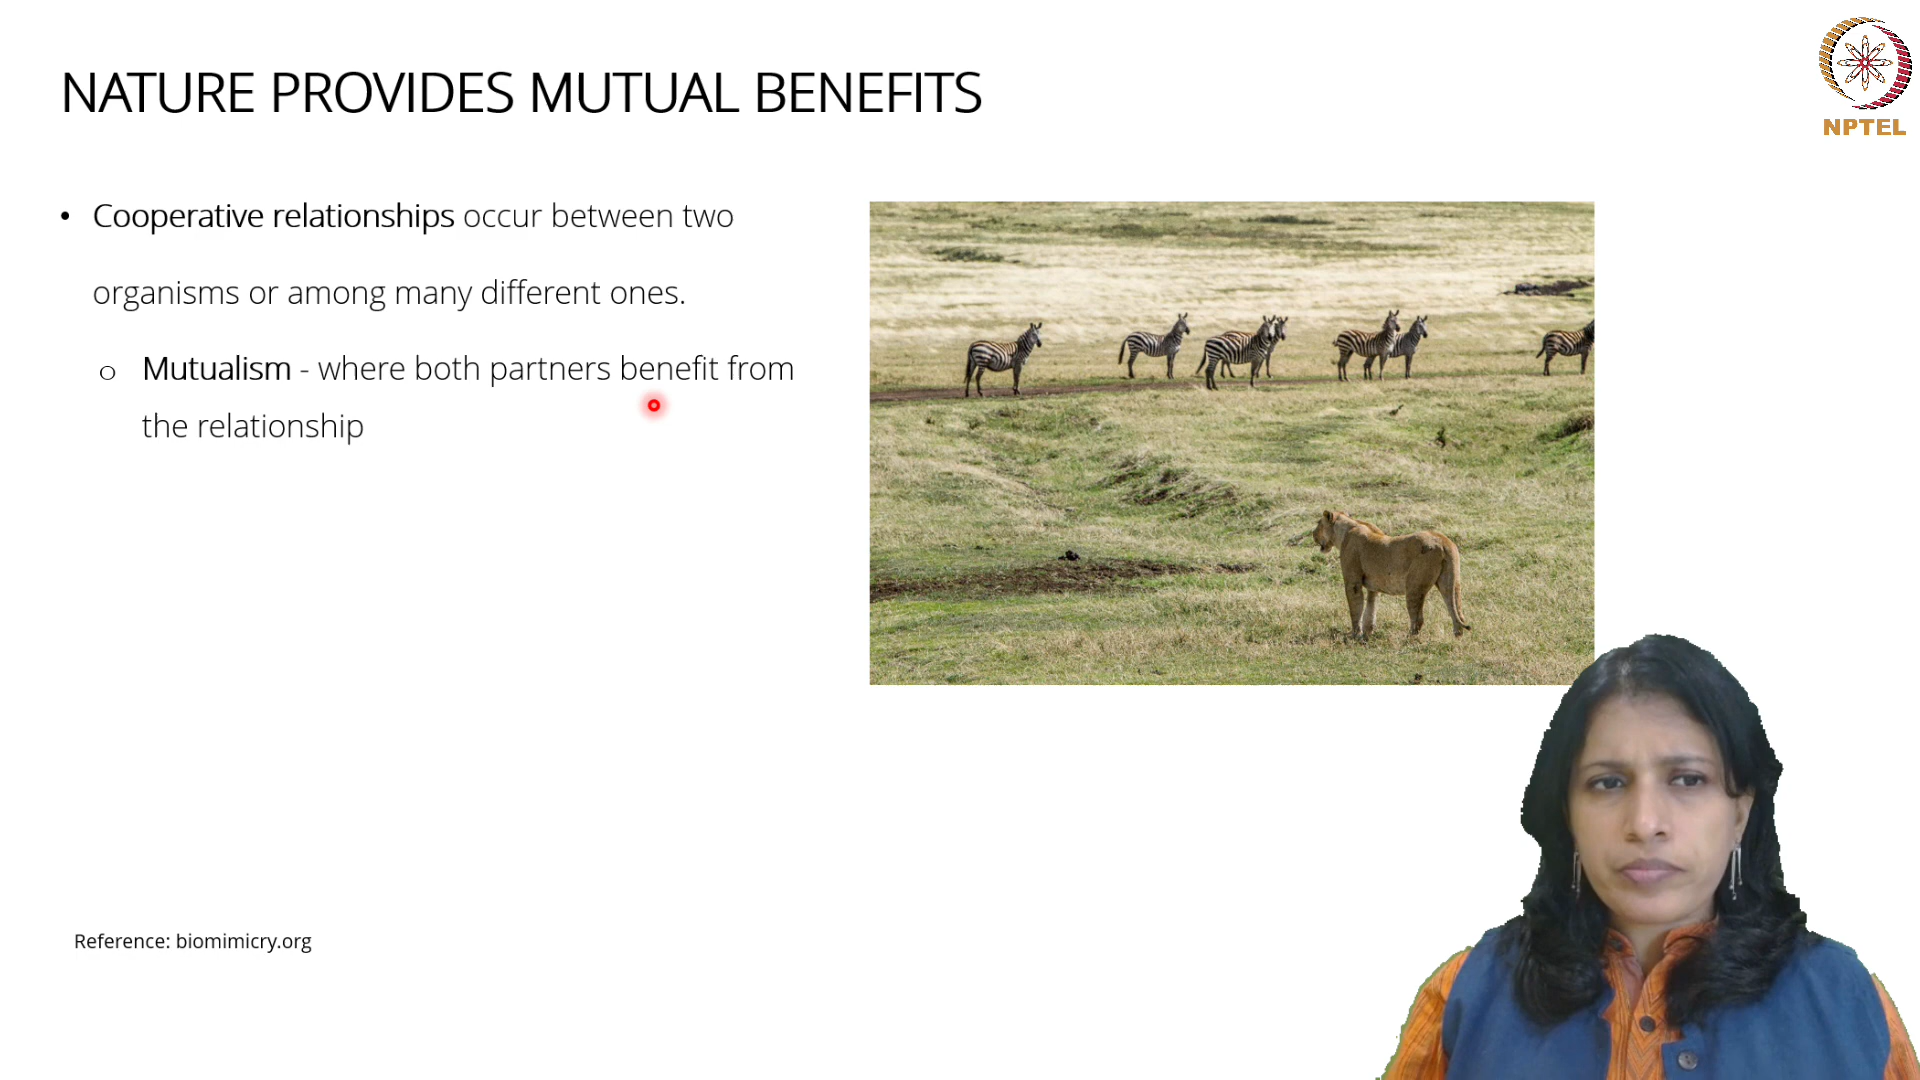 NATURE PROVIDES MUTUAL BENEFITS
NPTEL
• Cooperative relationships occur between two
organisms or among many different ones.
o Mutualism - where both partners benefit from
the relationship
Reference: biomimicry.org